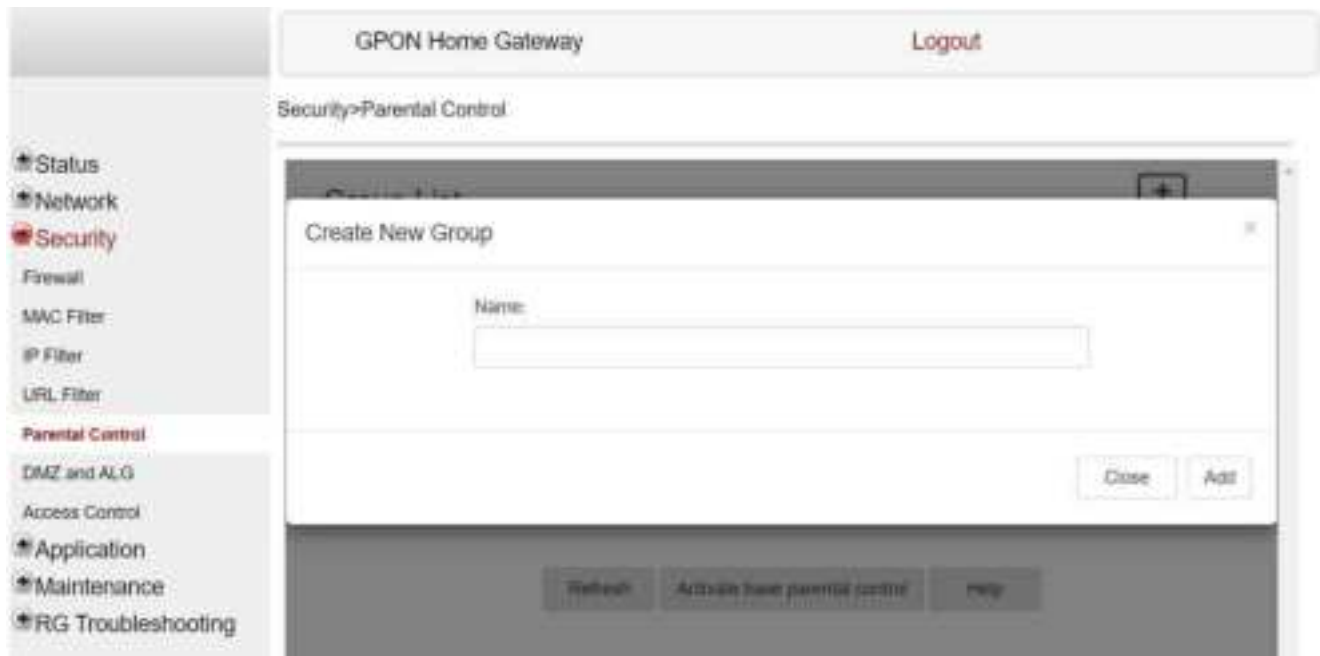 GPON Home Gateway
Logout
Security>Parental Control
Status
Network
Security
Firewall
MAC Filter
IP Filter
URL Filter
Parental Control
DMZ and ALG
Access Control
Application
Maintenance
RG Troubleshooting
Group List
+
Create New Group
×
Name:
Close
Add
Refresh
Activate base parental control
Help